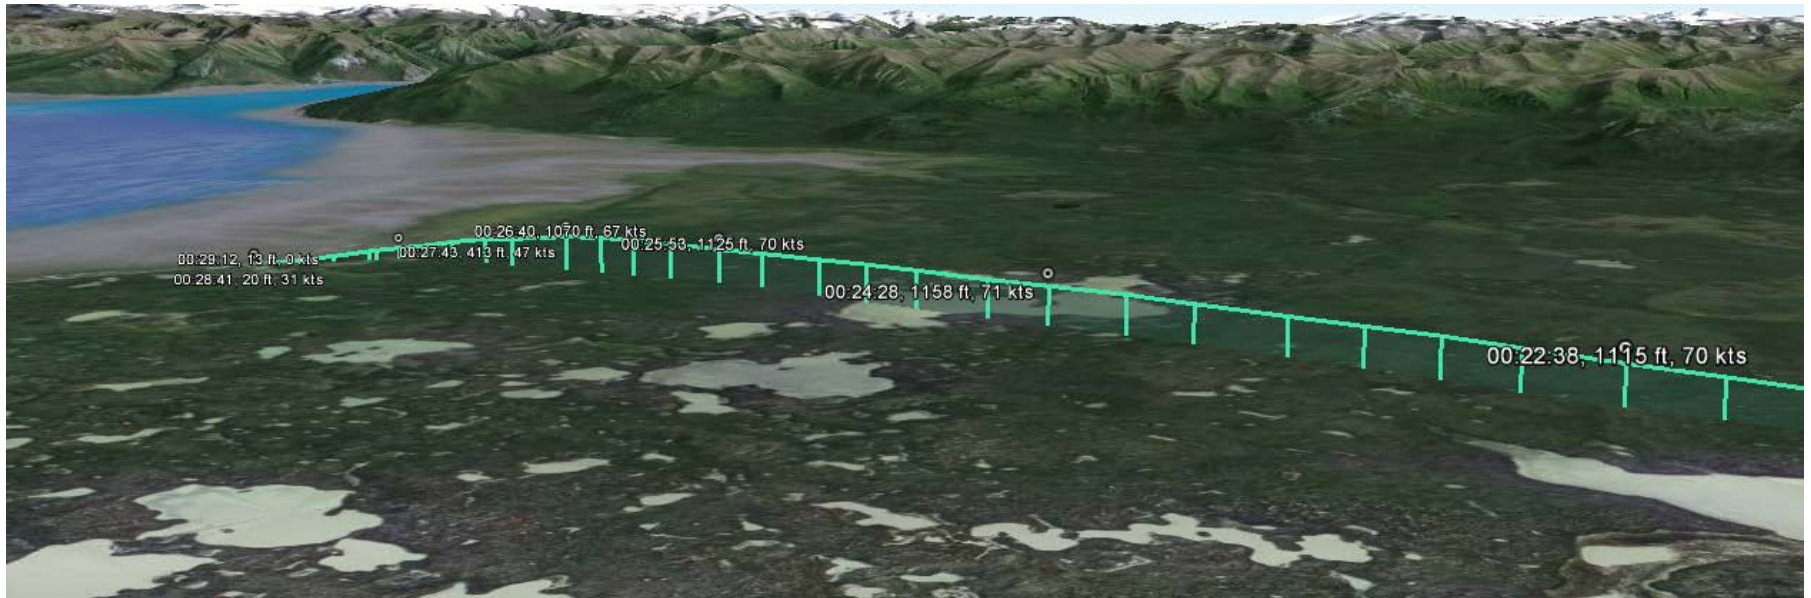 00:26:40, 1070 ft, 67 kts
00:25:53, 1125 ft, 70 kts
00:29:12, 13 ft, 0 kts
00:27:43, 413 ft, 47 kts
00:28:41, 20 ft, 31 kts
00:24:28, 1158 ft, 71 kts
00:22:38, 1115 ft, 70 kts